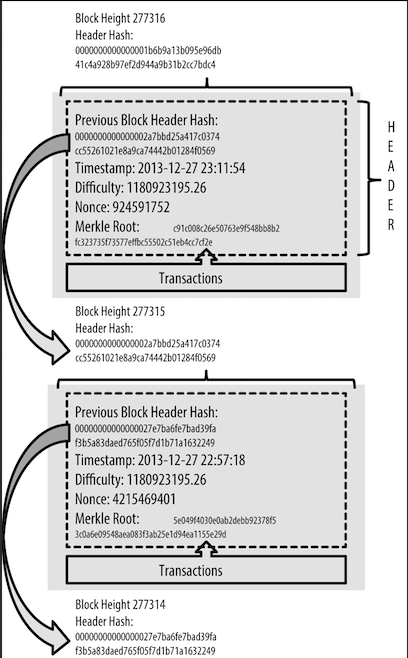 Block Height 277316
Header Hash:
0000000000000001b6b9a13b095e96db
41c4a928b97ef2d944a9b31b2cc7bdc4
Previous Block Header Hash:
0000000000000002a7bbd25a417c0374
cc55261021e8a9ca74442b01284f0569
Timestamp: 2013-12-27 23:11:54
Difficulty: 1180923195.26
Nonce: 924591752
Merkle Root: c91c008c26e50763e9f548bb8b2
fc323735f73577effbc55502c51eb4cc7cf2e
Transactions
HEADER
Block Height 277315
Header Hash:
0000000000000002a7bbd25a417c0374
cc55261021e8a9ca74442b01284f0569
Previous Block Header Hash:
00000000000000027e7ba6fe7bad39fa
f3b5a83daed765f05f7d1b71a1632249
Timestamp: 2013-12-27 22:57:18
Difficulty: 1180923195.26
Nonce: 4215469401
Merkle Root: 5e049f4030e0ab2debb92378f5
3c0a6e09548aea083f3ab25e1d94ea1155e29d
Transactions
Block Height 277314
Header Hash:
00000000000000027e7ba6fe7bad39fa
f3b5a83daed765f05f7d1b71a1632249